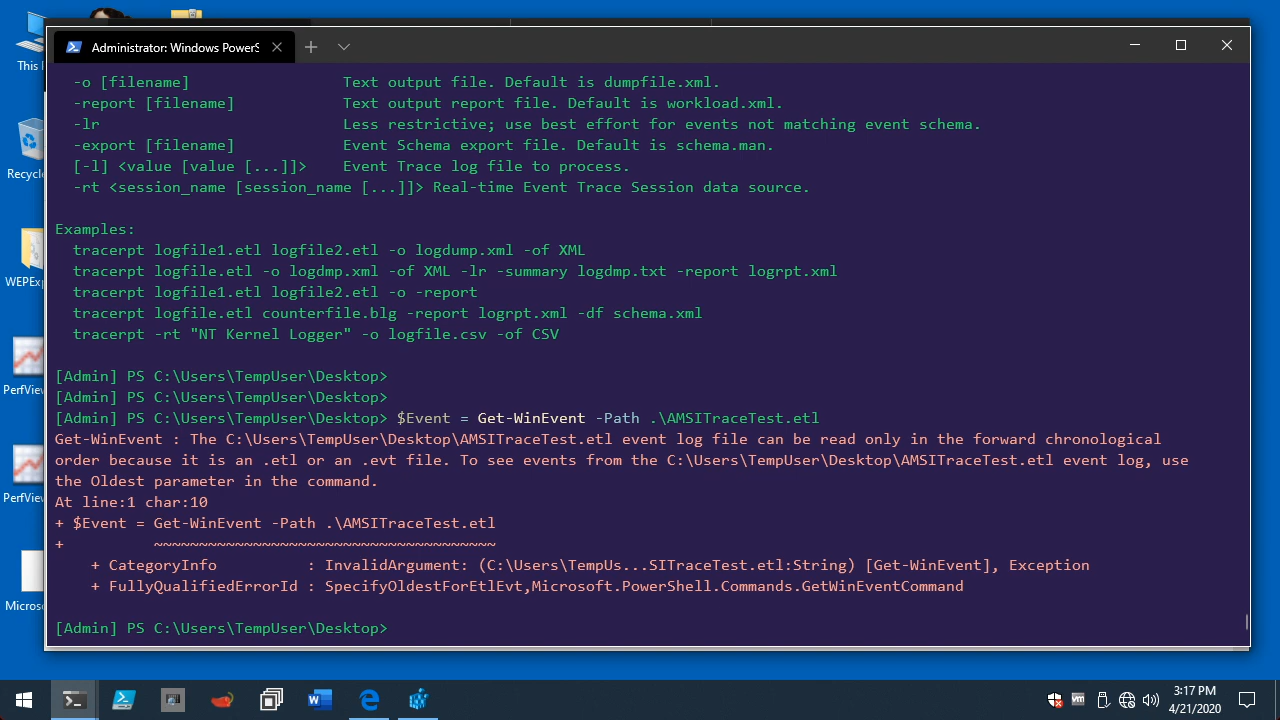 Administrator: Windows PowerS
This
Recycle
WEPExp
PerfView
PerfView
Microso
-o [filename] Text output file. Default is dumpfile.xml.
-report [filename] Text output report file. Default is workload.xml.
-lr Less restrictive; use best effort for events not matching event schema.
-export [filename] Event Schema export file. Default is schema.man.
[-l] <value [value [...]]> Event Trace log file to process.
-rt <session_name [session_name [...]]> Real-time Event Trace Session data source.
Examples:
tracerpt logfile1.etl logfile2.etl -o logdump.xml -of XML
tracerpt logfile.etl -o logdmp.xml -of XML -lr -summary logdmp.txt -report logrpt.xml
tracerpt logfile1.etl logfile2.etl -o -report
tracerpt logfile.etl counterfile.blg -report logrpt.xml -df schema.xml
tracerpt -rt "NT Kernel Logger" -o logfile.csv -of CSV
[Admin] PS C:\Users\TempUser\Desktop>
[Admin] PS C:\Users\TempUser\Desktop>
[Admin] PS C:\Users\TempUser\Desktop> $Event = Get-WinEvent -Path .\AMSITraceTest.etl
Get-WinEvent : The C:\Users\TempUser\Desktop\AMSITraceTest.etl event log file can be read only in the forward chronological
order because it is an .etl or an .evt file. To see events from the C:\Users\TempUser\Desktop\AMSITraceTest.etl event log, use
the Oldest parameter in the command.
At line:1 char:10
+ $Event = Get-WinEvent -Path .\AMSITraceTest.etl
+ ~~~~~~~~~~~~~~~~~~~~~~~~~~~~~~~~~~~~~~
+ CategoryInfo : InvalidArgument: (C:\Users\TempUs...SITraceTest.etl:String) [Get-WinEvent], Exception
+ FullyQualifiedErrorId : SpecifyOldestForEtlEvt,Microsoft.PowerShell.Commands.GetWinEventCommand
[Admin] PS C:\Users\TempUser\Desktop>
3:17 PM
4/21/2020